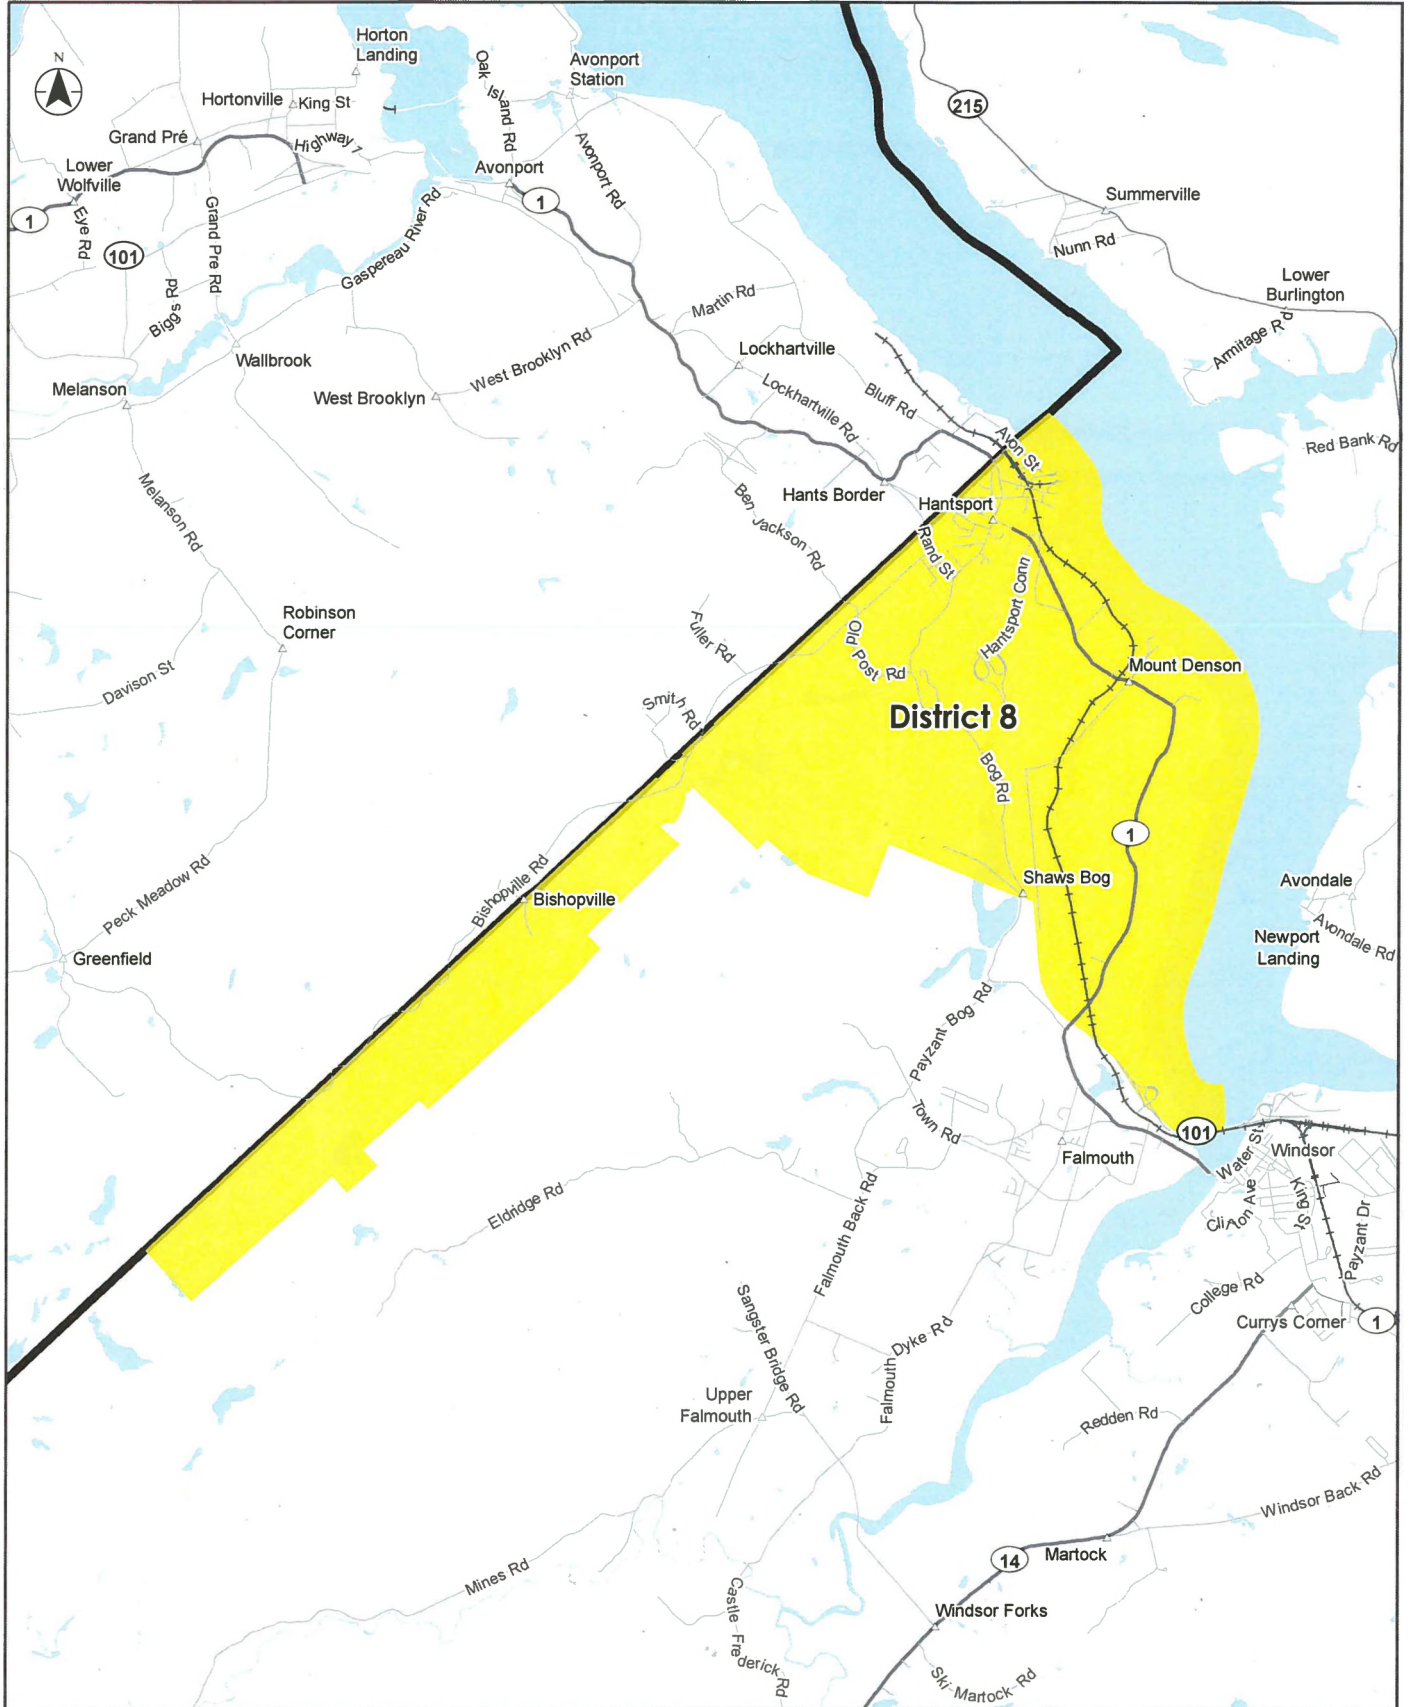 N
Horton
Landing
Hortonville
King St
Grand Pré
Highway 1
Lower
Wolfville
1
Eye Rd
101
Grand Pre Rd
Biggs Rd
Gaspereau River Rd
Oak Island Rd
Avonport
Station
Avonport Rd
Avonport
1
215
Summerville
Nunn Rd
Lower
Burlington
Armitage Rd
Red Bank Rd
Wallbrook
Melanson
West Brooklyn
West Brooklyn Rd
Martin Rd
Lockhartville
Lockhartville Rd
Bluff Rd
Avon St
Hants Border
Hantsport
Melanson Rd
Ben Jackson Rd
Rand St
Hantsport Conn
Robinson
Corner
Fuller Rd
Old Post Rd
Davison St
Smith Rd
Mount Denson
District 8
Bog Rd
1
Peck Meadow Rd
Bishopville Rd
Bishopville
Shaws Bog
Avondale
Avondale Rd
Newport
Landing
Greenfield
Payzant Bog Rd
Town Rd
101
Falmouth
Water St
Windsor
Clifton Ave
King St
Payzant Dr
Eldridge Rd
Falmouth Back Rd
College Rd
Currys Corner
1
Sangster Bridge Rd
Falmouth Dyke Rd
Upper
Falmouth
Redden Rd
Windsor Back Rd
14
Martock
Mines Rd
Castle Frederick Rd
Windsor Forks
Ski Martock Rd